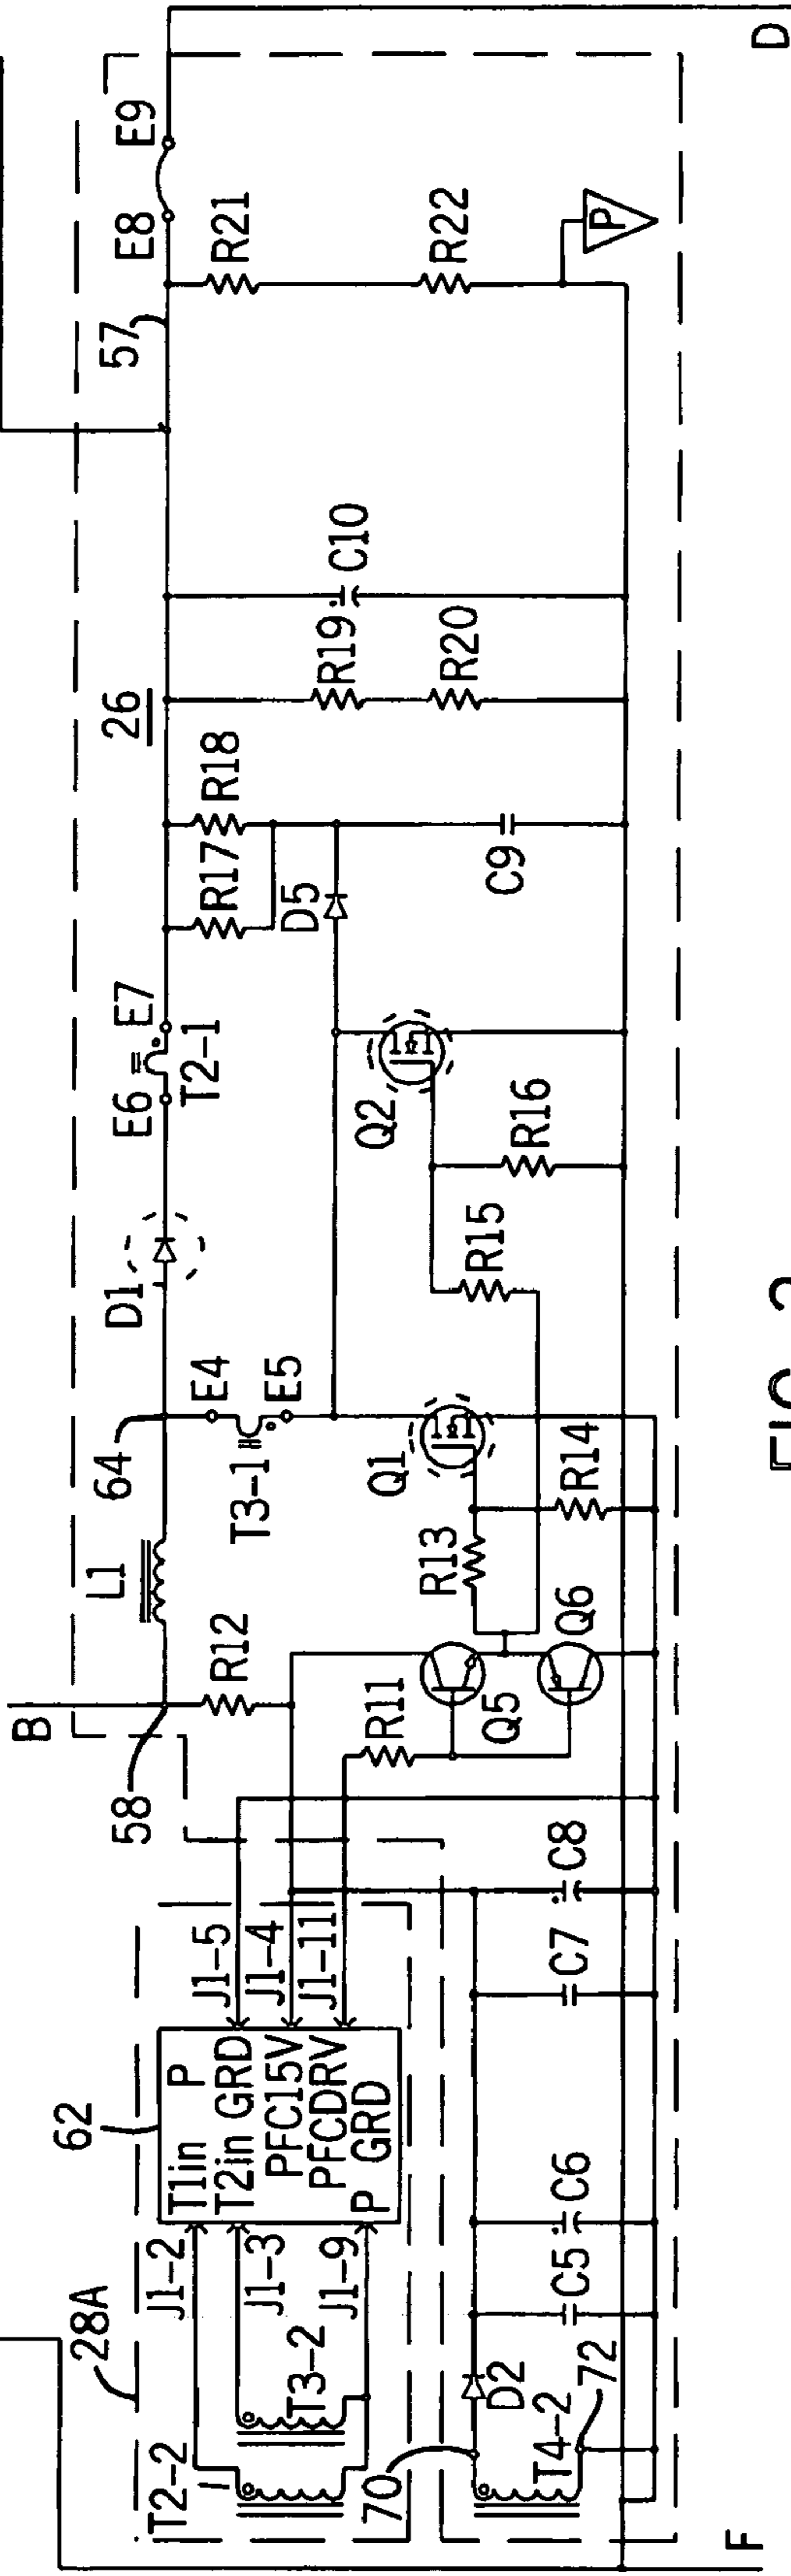 28A
62
T2-2
T3-2
J1-2
J1-3
J1-9
T1in P
T2in GRD
PFC15V
PFCDRV
P GRD
J1-5
J1-4
J1-11
70
D2
T4-2
72
C5
C6
C7
C8
58
B
R12
R11
Q5
Q6
L1
64
T3-1
E4
E5
R13
Q1
R14
D1
R15
Q2
R16
E6
E7
T2-1
R17
R18
D5
C9
26
R19
R20
C10
57
R21
R22
E8
E9
P
D
F